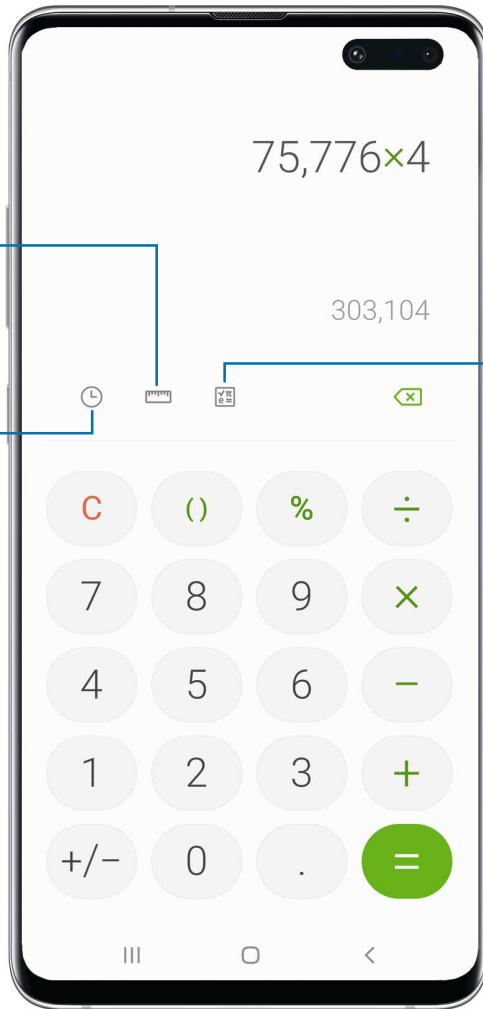 75,776×4
303,104
√π
e=
C () % ÷
7 8 9 ×
4 5 6 −
1 2 3 +
+/− 0 . =